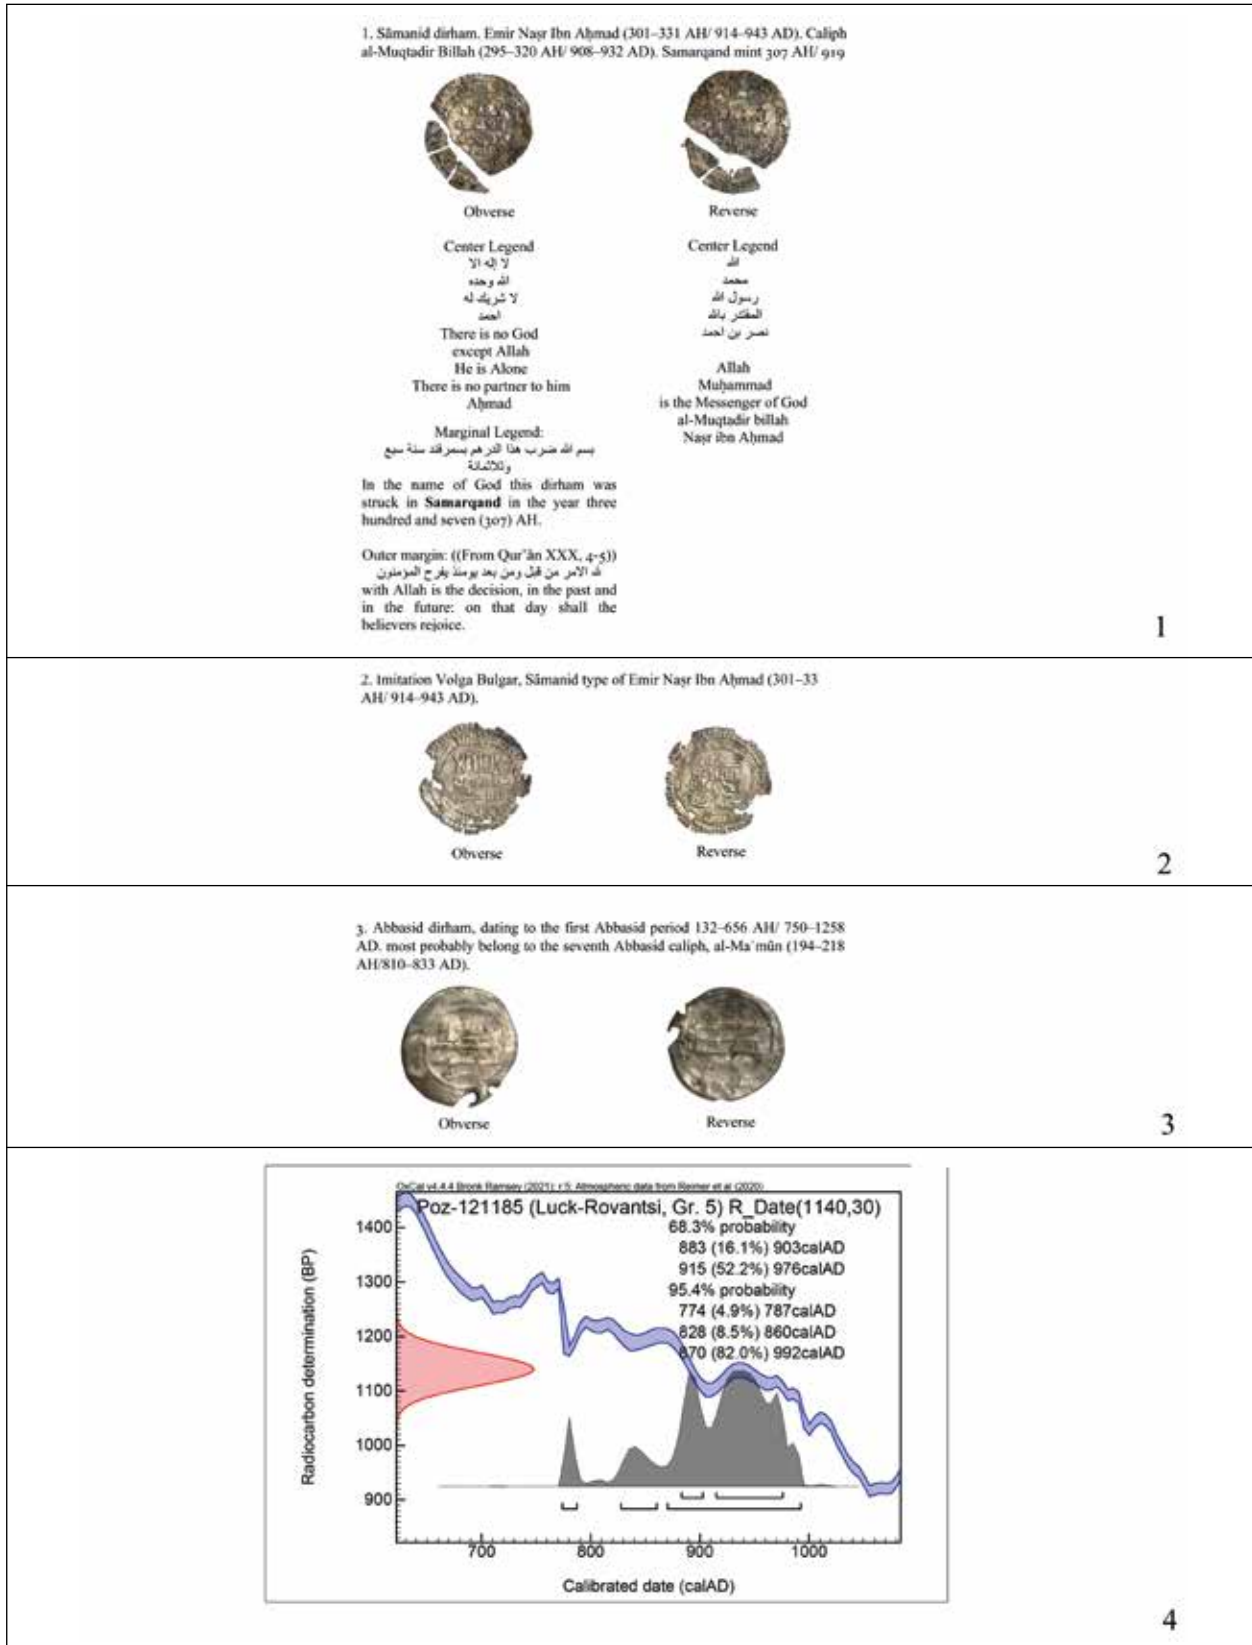 1. Sâmanid dirham. Emir Naṣr Ibn Aḥmad (301–331 AH/ 914–943 AD). Caliph
al-Muqtadir Billah (295–320 AH/ 908–932 AD). Samarqand mint 307 AH/ 919
Obverse
Center Legend
لا إله الا
الله وحده
لا شريك له
احمد
There is no God
except Allah
He is Alone
There is no partner to him
Aḥmad
Marginal Legend:
بسم الله ضرب هذا الدرهم بسمرقند سنة سبع
وثلاثمائة
In the name of God this dirham was
struck in Samarqand in the year three
hundred and seven (307) AH.
Outer margin: ((From Qur’ân XXX, 4-5))
لله الامر من قبل ومن بعد يومئذ يفرح المؤمنون
with Allah is the decision, in the past and
in the future: on that day shall the
believers rejoice.
Reverse
Center Legend
الله
محمد
رسول الله
المقتدر بالله
نصر بن احمد
Allah
Muḥammad
is the Messenger of God
al-Muqtadir billah
Naṣr ibn Aḥmad
1
2. Imitation Volga Bulgar, Sâmanid type of Emir Naṣr Ibn Aḥmad (301–33
AH/ 914–943 AD).
Obverse
Reverse
2
3. Abbasid dirham, dating to the first Abbasid period 132–656 AH/ 750–1258
AD. most probably belong to the seventh Abbasid caliph, al-Ma´mūn (194–218
AH/810–833 AD).
Obverse
Reverse
3
OxCal v4.4.4 Bronk Ramsey (2021); r:5; Atmospheric data from Reimer et al (2020)
Poz-121185 (Luck-Rovantsi, Gr. 5) R_Date(1140,30)
68.3% probability
883 (16.1%) 903calAD
915 (52.2%) 976calAD
95.4% probability
774 (4.9%) 787calAD
828 (8.5%) 860calAD
870 (82.0%) 992calAD
Radiocarbon determination (BP)
1400
1300
1200
1100
1000
900
700
800
900
1000
Calibrated date (calAD)
4